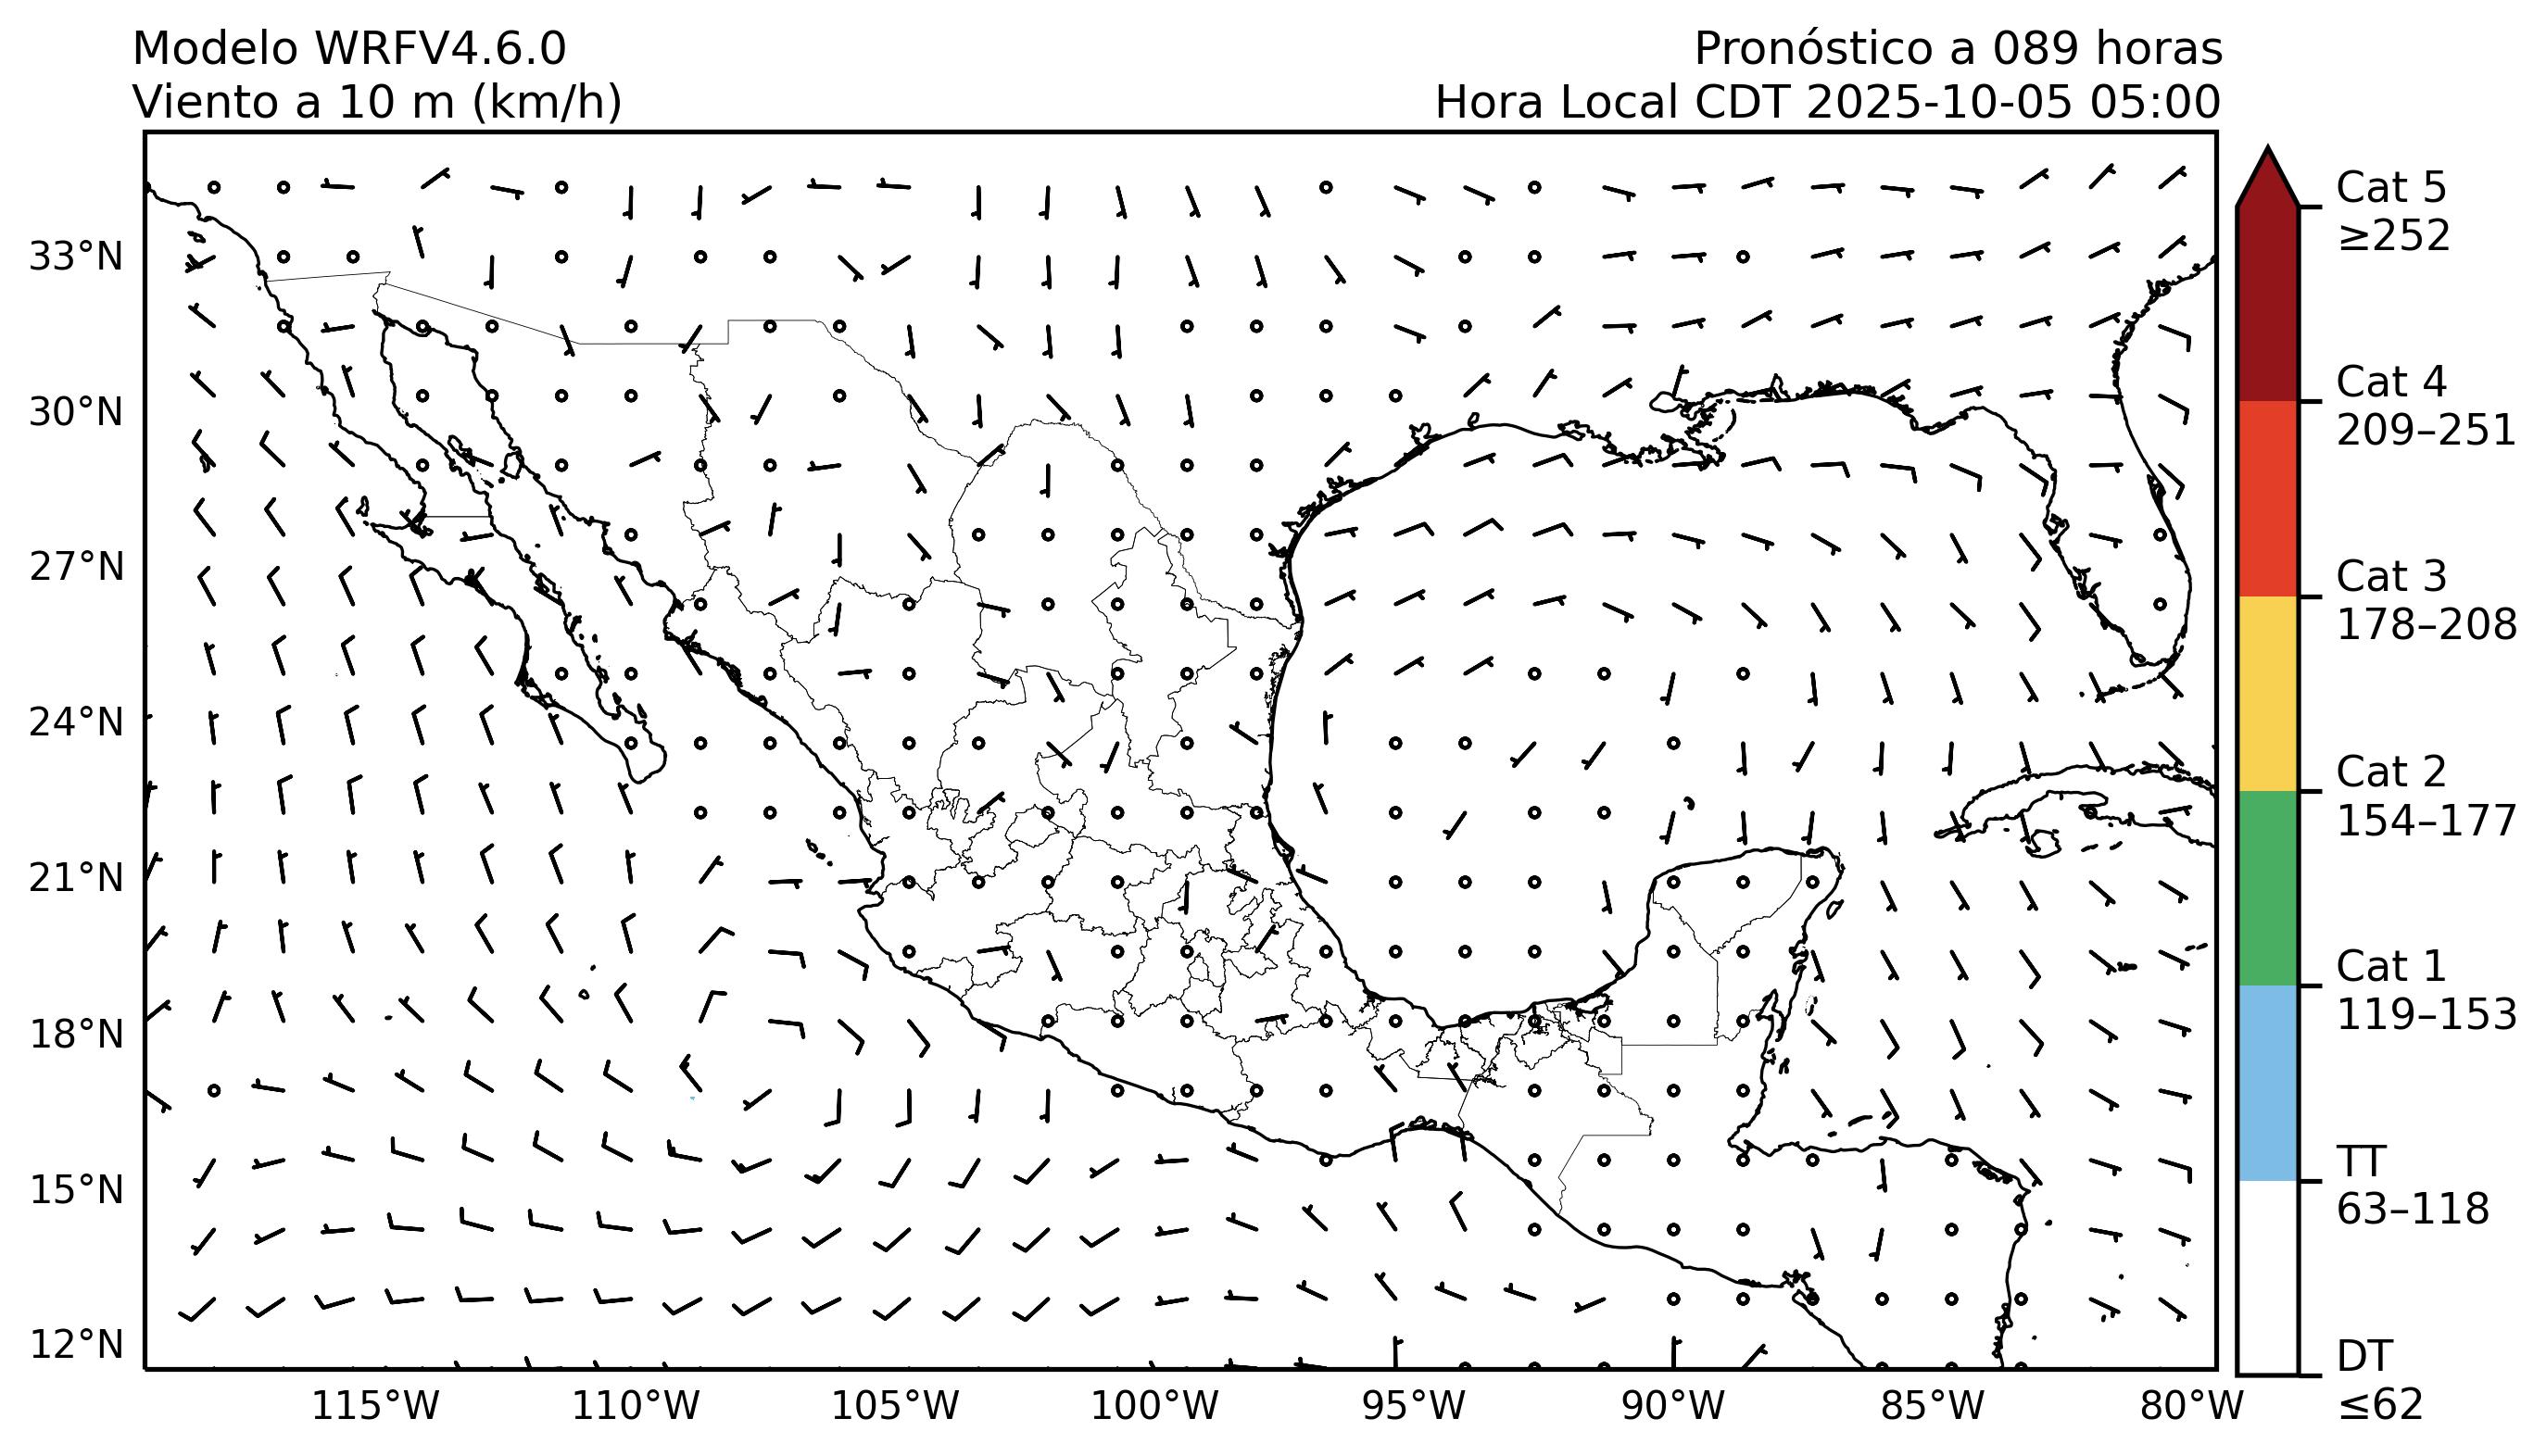 Modelo WRFV4.6.0
Viento a 10 m (km/h)
Pronóstico a 089 horas
Hora Local CDT 2025-10-05 05:00
33°N
30°N
27°N
24°N
21°N
18°N
15°N
12°N
115°W
110°W
105°W
100°W
95°W
90°W
85°W
80°W
Cat 5
≥252
Cat 4
209–251
Cat 3
178–208
Cat 2
154–177
Cat 1
119–153
TT
63–118
DT
≤62